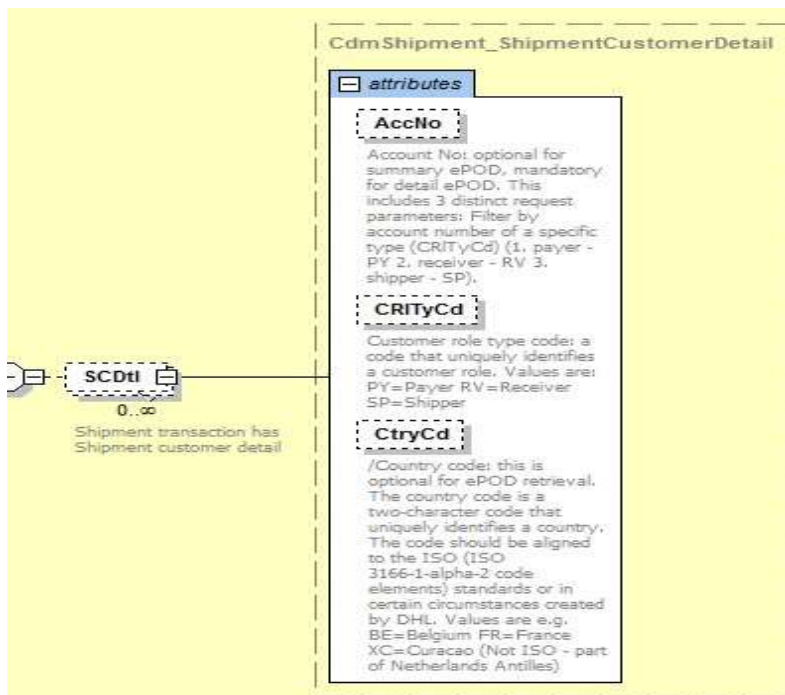 CdmShipment_ShipmentCustomerDetail
attributes
AccNo
Account No: optional for
summary ePOD, mandatory
for detail ePOD. This
includes 3 distinct request
parameters: Filter by
account number of a specific
type (CRlTyCd) (1. payer -
PY 2. receiver - RV 3.
shipper - SP).
CRlTyCd
Customer role type code: a
code that uniquely identifies
a customer role. Values are:
PY=Payer RV=Receiver
SP=Shipper
SCDtl
0..∞
Shipment transaction has
Shipment customer detail
CtryCd
/Country code: this is
optional for ePOD retrieval.
The country code is a
two-character code that
uniquely identifies a country.
The code should be aligned
to the ISO (ISO
3166-1-alpha-2 code
elements) standards or in
certain circumstances created
by DHL. Values are e.g.
BE=Belgium FR=France
XC=Curacao (Not ISO - part
of Netherlands Antilles)